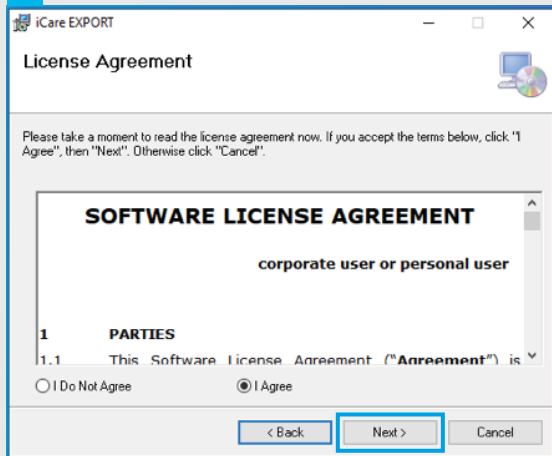 iCare EXPORT
License Agreement
Please take a moment to read the license agreement now. If you accept the terms below, click "I
Agree", then "Next". Otherwise click "Cancel".
SOFTWARE LICENSE AGREEMENT
corporate user or personal user
1 PARTIES
1.1 This Software License Agreement ("Agreement") is
I Do Not Agree I Agree
< Back Next > Cancel